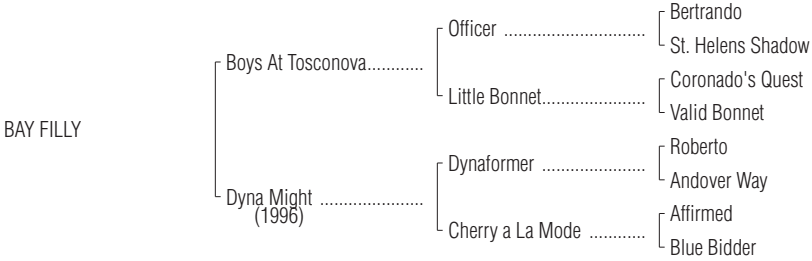 Bertrando
Officer ..............................
St. Helens Shadow
Boys At Tosconova............
Coronado's Quest
Little Bonnet......................
Valid Bonnet
BAY FILLY
Roberto
Dynaformer ......................
Andover Way
Dyna Might ......................
(1996)
Affirmed
Cherry a La Mode ............
Blue Bidder